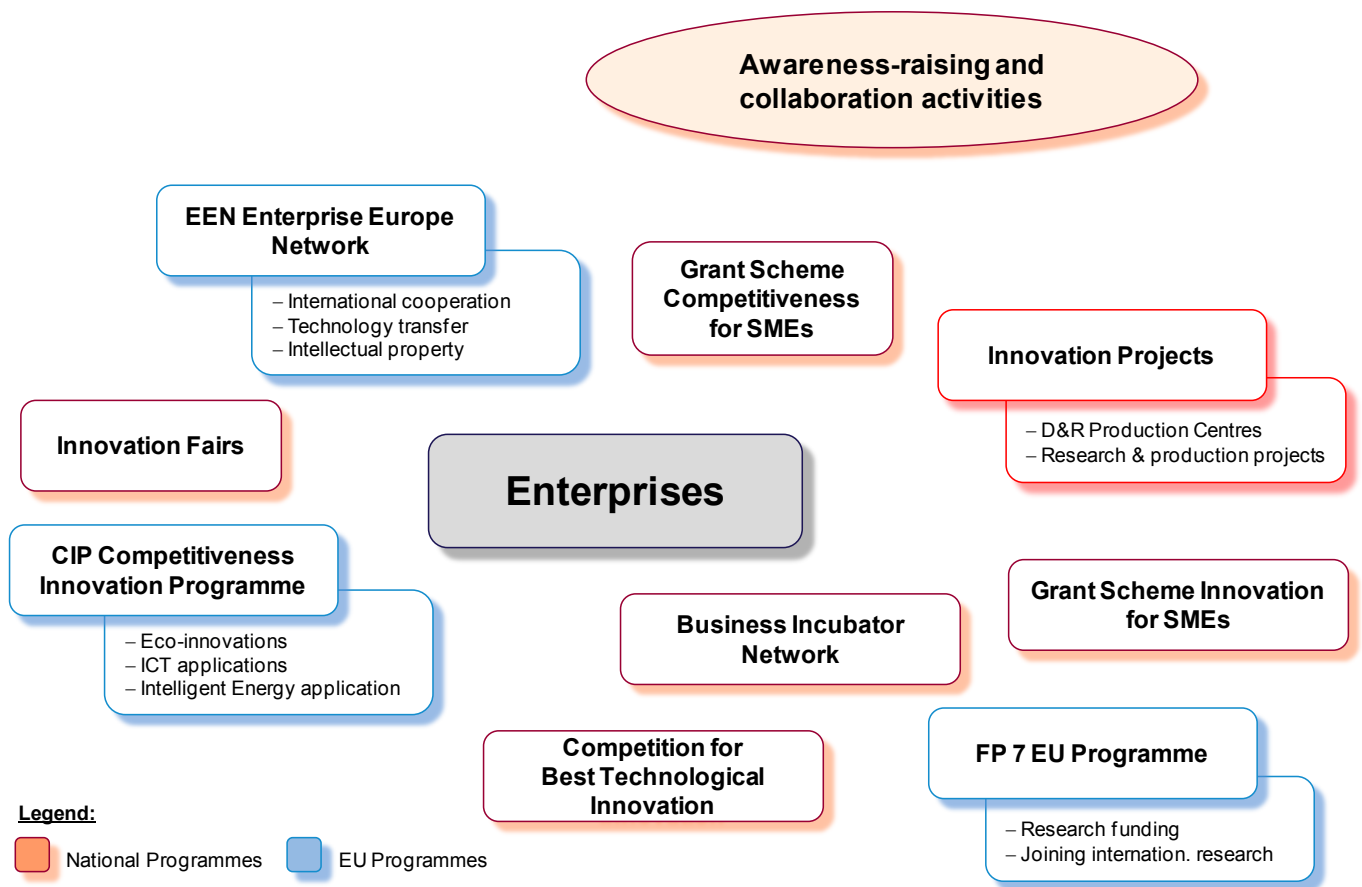 Awareness-raising and
collaboration activities
EEN Enterprise Europe
Network
– International cooperation
– Technology transfer
– Intellectual property
Grant Scheme
Competitiveness
for SMEs
Innovation Projects
– D&R Production Centres
– Research & production projects
Innovation Fairs
Enterprises
CIP Competitiveness
Innovation Programme
– Eco-innovations
– ICT applications
– Intelligent Energy application
Business Incubator
Network
Grant Scheme Innovation
for SMEs
Competition for
Best Technological
Innovation
FP 7 EU Programme
– Research funding
– Joining internation. research
Legend:
National Programmes
EU Programmes